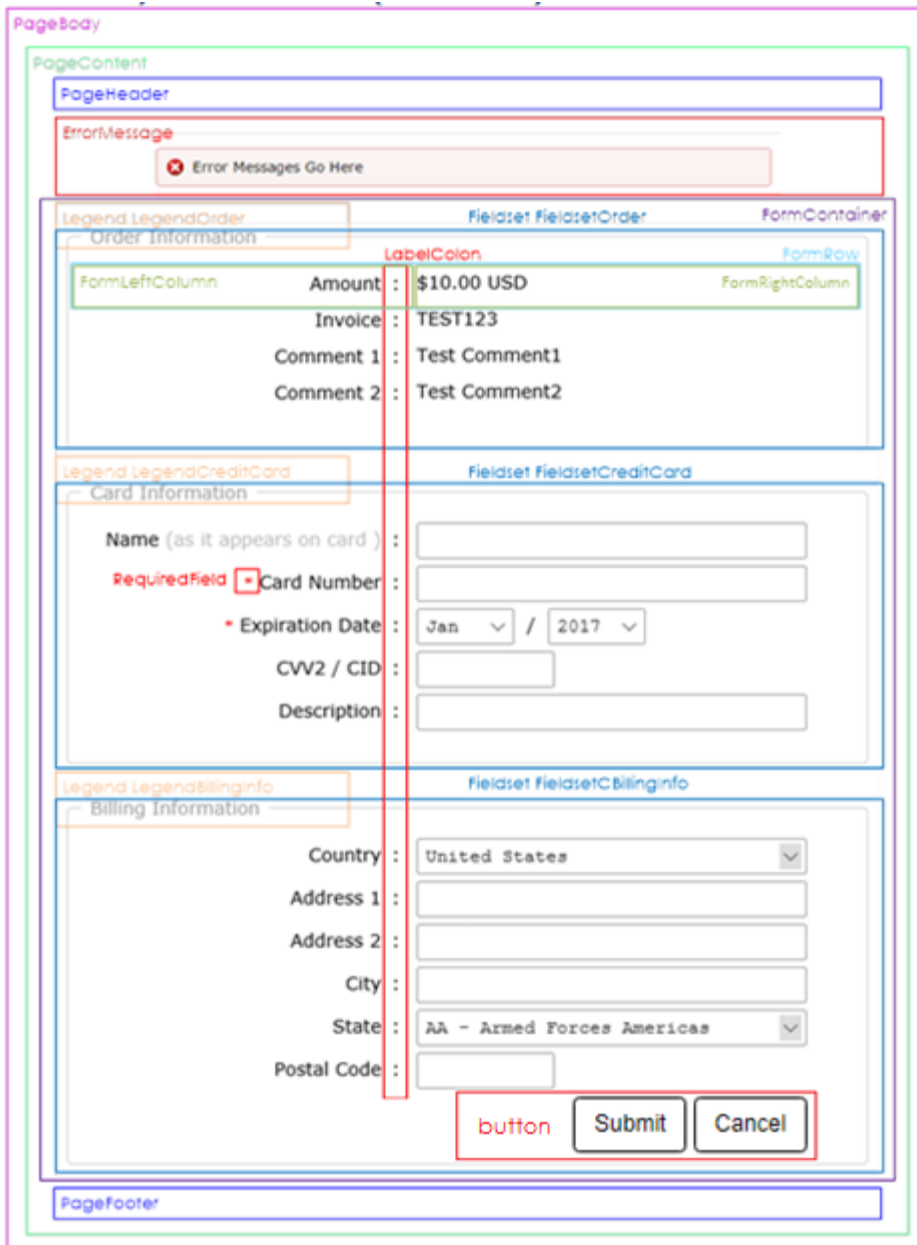 PageBody
PageContent
PageHeader
ErrorMessage
Error Messages Go Here
Legend LegendOrder Fieldset FieldsetOrder FormContainer
Order Information
LabelColon FormRow
FormLeftColumn Amount : $10.00 USD FormRightColumn
Invoice : TEST123
Comment 1 : Test Comment1
Comment 2 : Test Comment2
Legend LegendCreditCard Fieldset FieldsetCreditCard
Card Information
Name (as it appears on card ) :
RequiredField * Card Number :
* Expiration Date : Jan / 2017
CVV2 / CID :
Description :
Legend LegendBillingInfo Fieldset FieldsetCBillingInfo
Billing Information
Country : United States
Address 1 :
Address 2 :
City :
State : AA - Armed Forces Americas
Postal Code :
button Submit Cancel
PageFooter